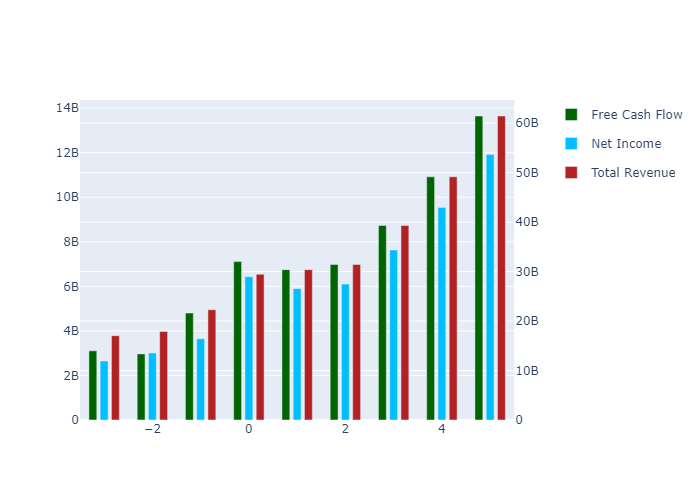 14B
12B
10B
8B
6B
4B
2B
0
60B
50B
40B
30B
20B
10B
0
−2
0
2
4
Free Cash Flow
Net Income
Total Revenue